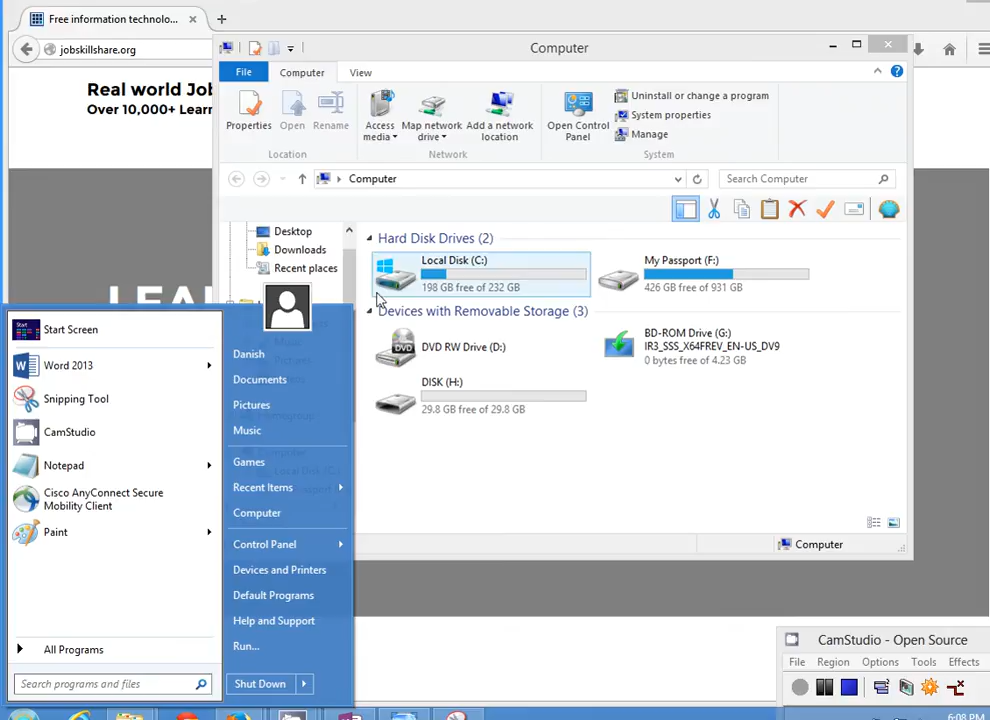 Free information technolo...
jobskillshare.org
Real world Jo
Over 10,000+ Lear
Computer
File
Computer
View
Properties
Open
Rename
Access media
Map network drive
Add a network location
Open Control Panel
Uninstall or change a program
System properties
Manage
Location
Network
System
Computer
Search Computer
Desktop
Downloads
Recent places
Hard Disk Drives (2)
Local Disk (C:)
198 GB free of 232 GB
My Passport (F:)
426 GB free of 931 GB
Devices with Removable Storage (3)
DVD RW Drive (D:)
BD-ROM Drive (G:)
IR3_SSS_X64FREV_EN-US_DV9
0 bytes free of 4.23 GB
DISK (H:)
29.8 GB free of 29.8 GB
Computer
Start Screen
Word 2013
Snipping Tool
CamStudio
Notepad
Cisco AnyConnect Secure
Mobility Client
Paint
All Programs
Search programs and files
Danish
Documents
Pictures
Music
Games
Recent Items
Computer
Control Panel
Devices and Printers
Default Programs
Help and Support
Run...
Shut Down
CamStudio - Open Source
File Region Options Tools Effects
6:08 PM